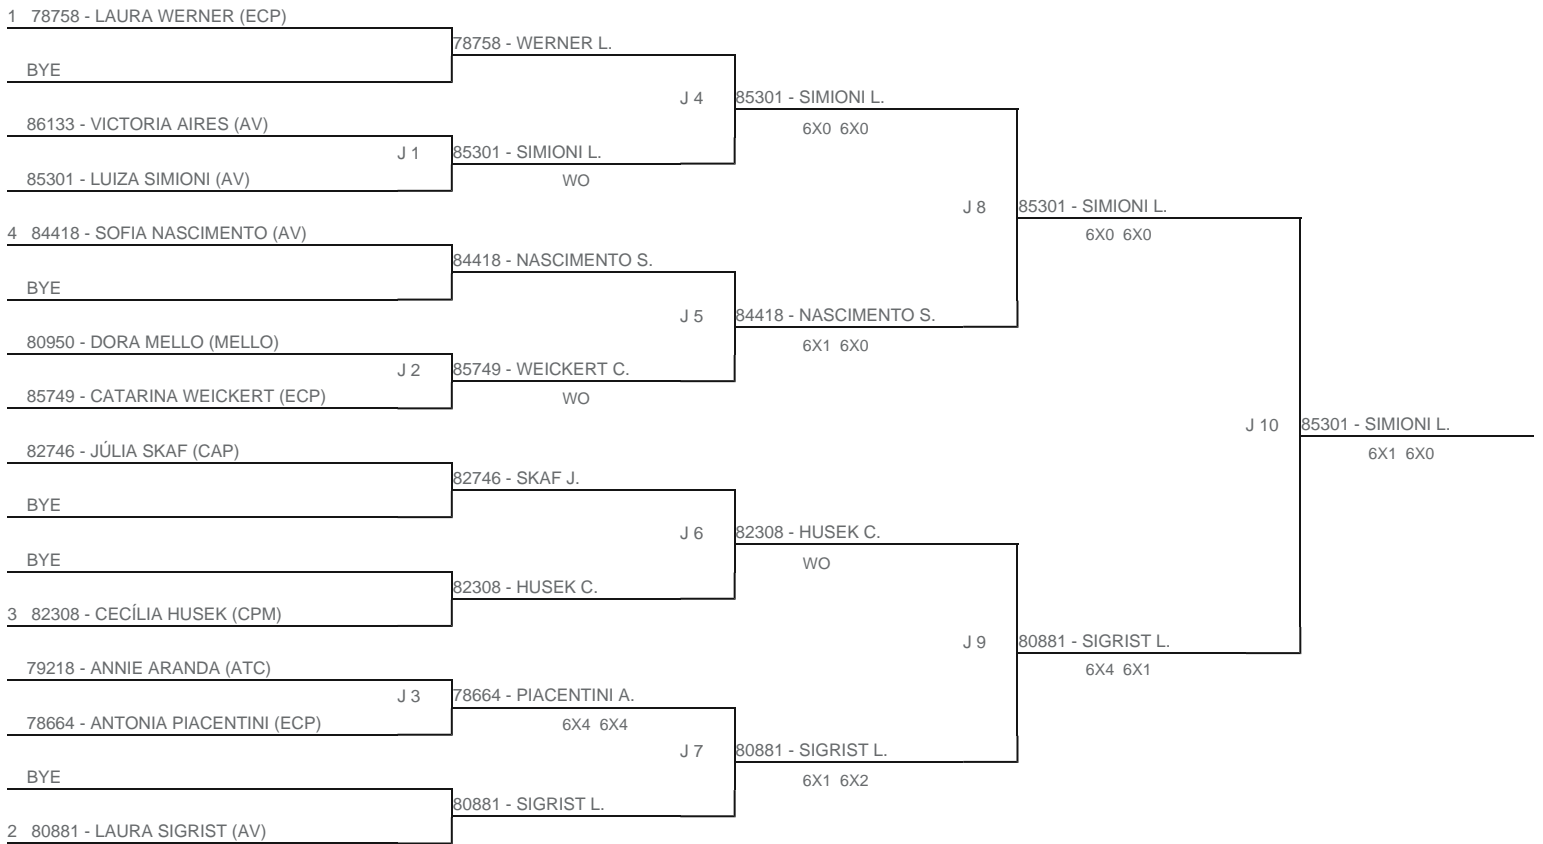 1 78758 - LAURA WERNER (ECP)
78758 - WERNER L.
BYE
J 4
85301 - SIMIONI L.
6X0 6X0
86133 - VICTORIA AIRES (AV)
J 1
85301 - SIMIONI L.
WO
85301 - LUIZA SIMIONI (AV)
J 8
85301 - SIMIONI L.
6X0 6X0
4 84418 - SOFIA NASCIMENTO (AV)
84418 - NASCIMENTO S.
BYE
J 5
84418 - NASCIMENTO S.
6X1 6X0
80950 - DORA MELLO (MELLO)
J 2
85749 - WEICKERT C.
WO
85749 - CATARINA WEICKERT (ECP)
J 10
85301 - SIMIONI L.
6X1 6X0
82746 - JÚLIA SKAF (CAP)
82746 - SKAF J.
BYE
J 6
82308 - HUSEK C.
WO
BYE
82308 - HUSEK C.
3 82308 - CECÍLIA HUSEK (CPM)
J 9
80881 - SIGRIST L.
6X4 6X1
79218 - ANNIE ARANDA (ATC)
J 3
78664 - PIACENTINI A.
6X4 6X4
78664 - ANTONIA PIACENTINI (ECP)
J 7
80881 - SIGRIST L.
6X1 6X2
BYE
80881 - SIGRIST L.
2 80881 - LAURA SIGRIST (AV)